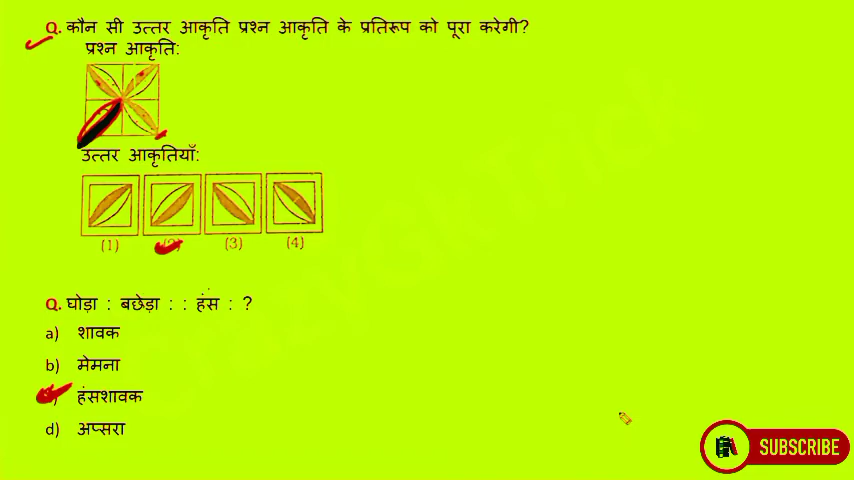 Q. कौन सी उत्तर आकृति प्रश्न आकृति के प्रतिरूप को पूरा करेगी?
प्रश्न आकृति:
उत्तर आकृतियाँ:
(1) (2) (3) (4)
Q. घोड़ा : बछेड़ा : : हंस : ?
a) शावक
b) मेमना
हंसशावक
d) अप्सरा
SUBSCRIBE